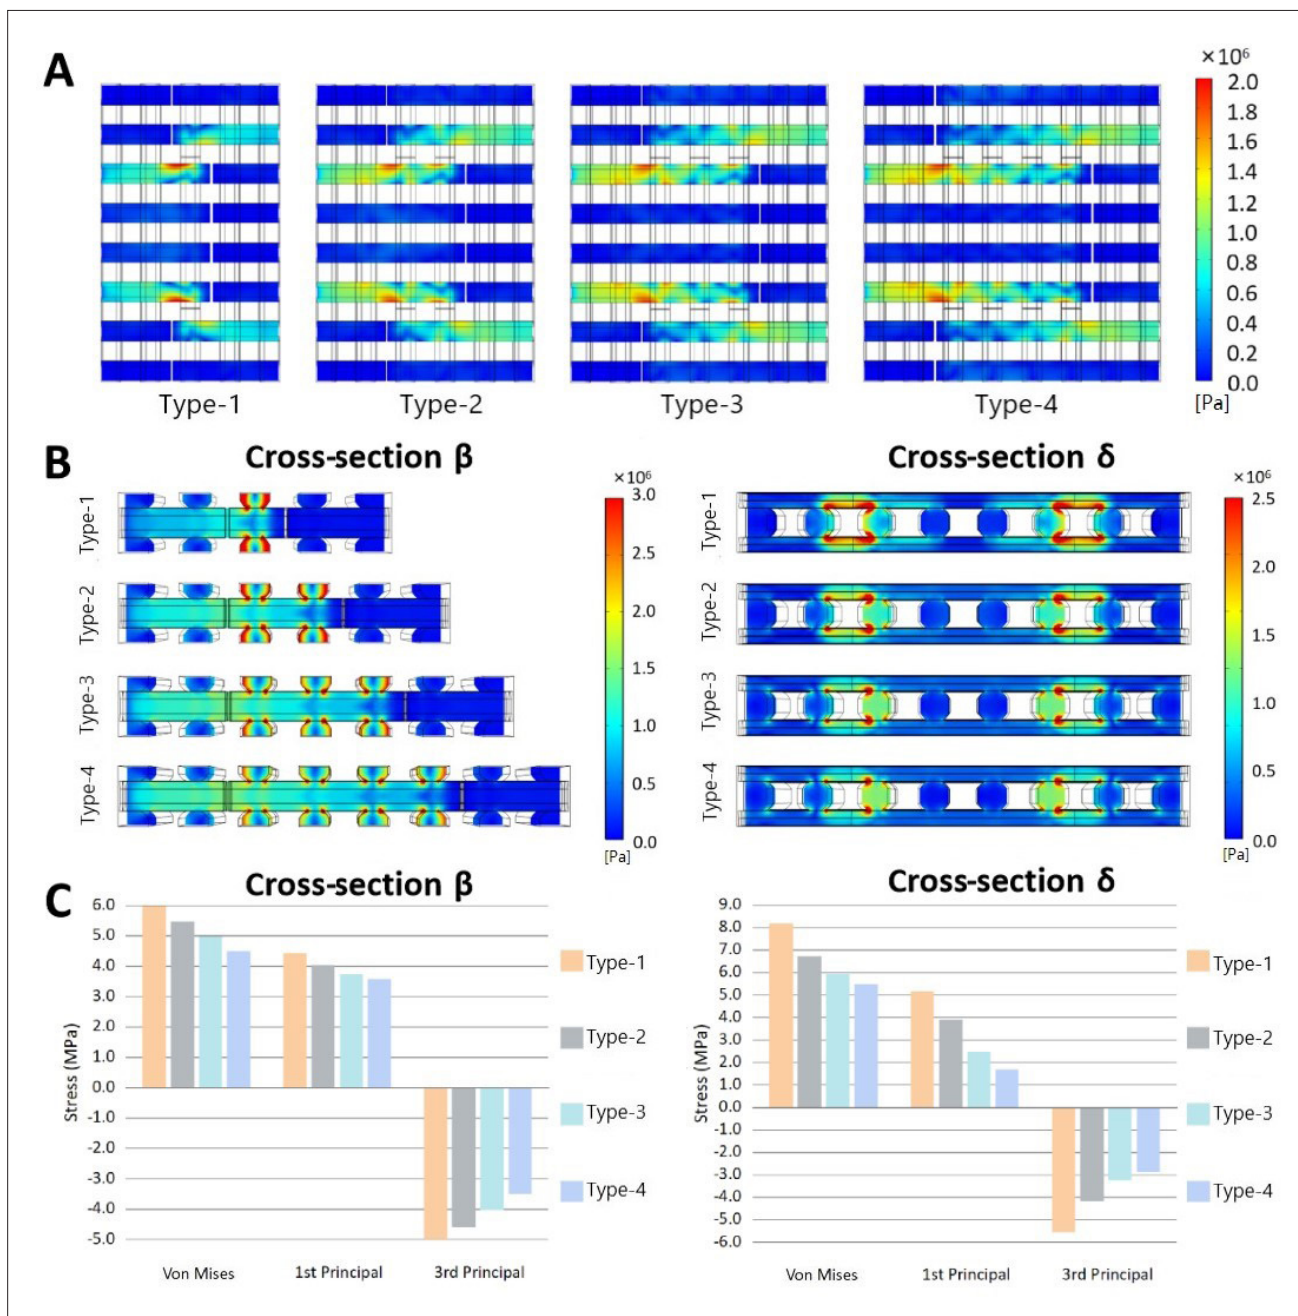 A
×10⁶
2.0
1.8
1.6
1.4
1.2
1.0
0.8
0.6
0.4
0.2
0.0
[Pa]
Type-1
Type-2
Type-3
Type-4
B
Cross-section β
Type-1
Type-2
Type-3
Type-4
×10⁶
3.0
2.5
2.0
1.5
1.0
0.5
0.0
[Pa]
Cross-section δ
Type-1
Type-2
Type-3
Type-4
×10⁶
2.5
2.0
1.5
1.0
0.5
0.0
[Pa]
C
Cross-section β
Stress (MPa)
6.0
5.0
4.0
3.0
2.0
1.0
0.0
-1.0
-2.0
-3.0
-4.0
-5.0
Von Mises
1st Principal
3rd Principal
Type-1
Type-2
Type-3
Type-4
Cross-section δ
Stress (MPa)
9.0
8.0
7.0
6.0
5.0
4.0
3.0
2.0
1.0
0.0
-1.0
-2.0
-3.0
-4.0
-5.0
-6.0
Von Mises
1st Principal
3rd Principal
Type-1
Type-2
Type-3
Type-4